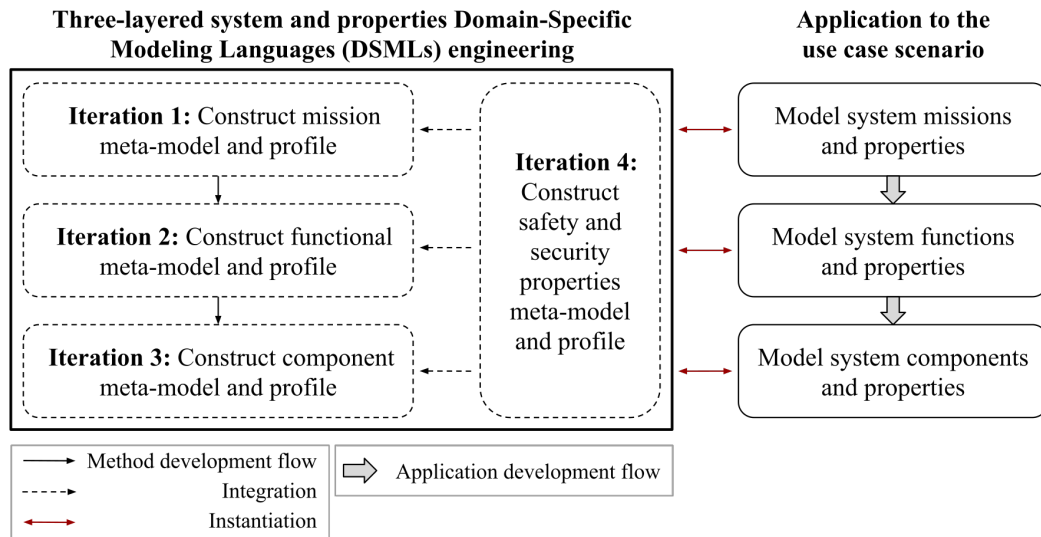 Three-layered system and properties Domain-Specific
Modeling Languages (DSMLs) engineering
Application to the
use case scenario
Iteration 1: Construct mission
meta-model and profile
Iteration 2: Construct functional
meta-model and profile
Iteration 3: Construct component
meta-model and profile
Iteration 4:
Construct
safety and
security
properties
meta-model
and profile
Model system missions
and properties
Model system functions
and properties
Model system components
and properties
Method development flow
Integration
Instantiation
Application development flow